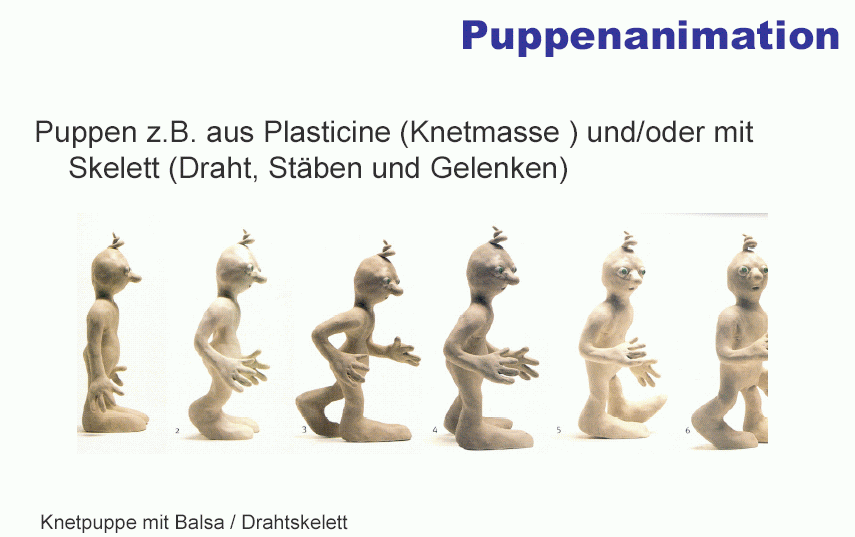 Puppenanimation
Puppen z.B. aus Plasticine (Knetmasse ) und/oder mit
Skelett (Draht, Stäben und Gelenken)
2 3 4 5 6
Knetpuppe mit Balsa / Drahtskelett